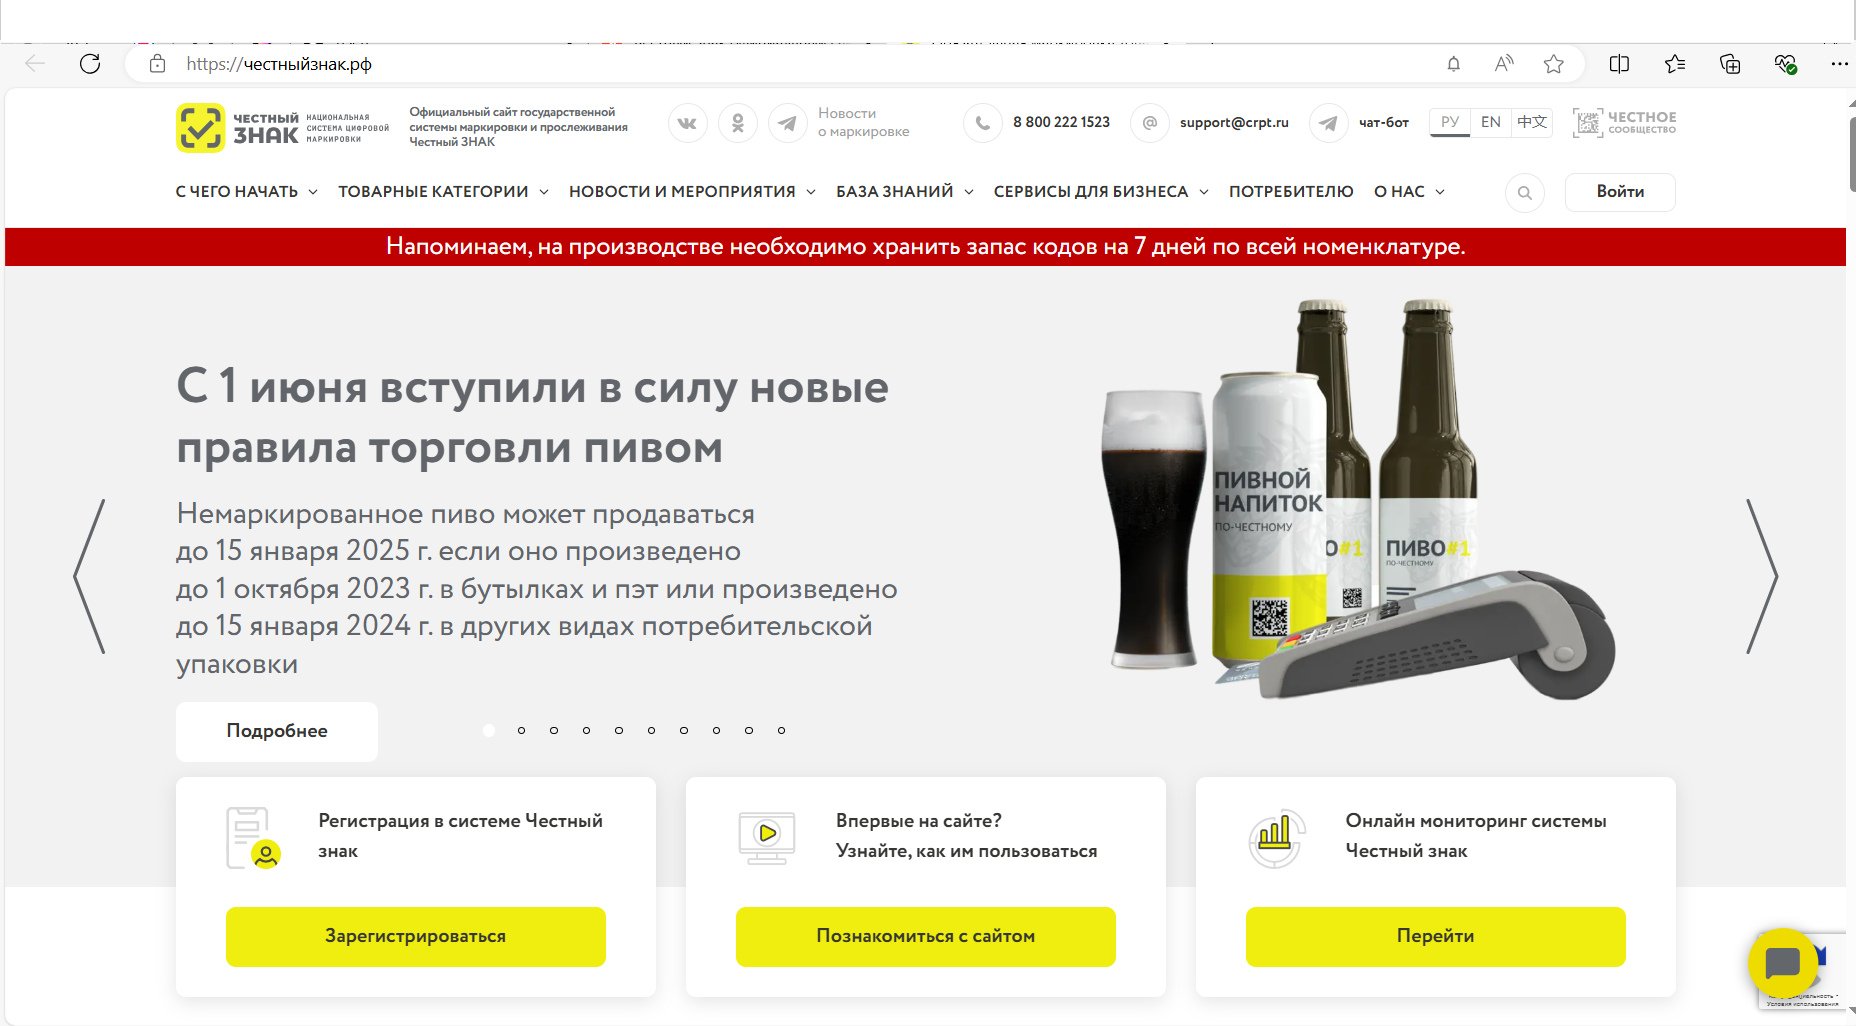 https://честныйзнак.рф
ЧЕСТНЫЙ
ЗНАК
НАЦИОНАЛЬНАЯ
СИСТЕМА ЦИФРОВОЙ
МАРКИРОВКИ
Официальный сайт государственной
системы маркировки и прослеживания
Честный ЗНАК
Новости
о маркировке
8 800 222 1523
@
support@crpt.ru
чат-бот
РУ
EN
中文
ЧЕСТНОЕ
СООБЩЕСТВО
С ЧЕГО НАЧАТЬ
ТОВАРНЫЕ КАТЕГОРИИ
НОВОСТИ И МЕРОПРИЯТИЯ
БАЗА ЗНАНИЙ
СЕРВИСЫ ДЛЯ БИЗНЕСА
ПОТРЕБИТЕЛЮ
О НАС
Войти
Напоминаем, на производстве необходимо хранить запас кодов на 7 дней по всей номенклатуре.
С 1 июня вступили в силу новые
правила торговли пивом
Немаркированное пиво может продаваться
до 15 января 2025 г. если оно произведено
до 1 октября 2023 г. в бутылках и пэт или произведено
до 15 января 2024 г. в других видах потребительской
упаковки
ПИВНОЙ
НАПИТОК
ПО-ЧЕСТНОМУ
О#1
ПИВО#1
ПО-ЧЕСТНОМУ
Подробнее
Регистрация в системе Честный
знак
Зарегистрироваться
Впервые на сайте?
Узнайте, как им пользоваться
Познакомиться с сайтом
Онлайн мониторинг системы
Честный знак
Перейти
Условия использования